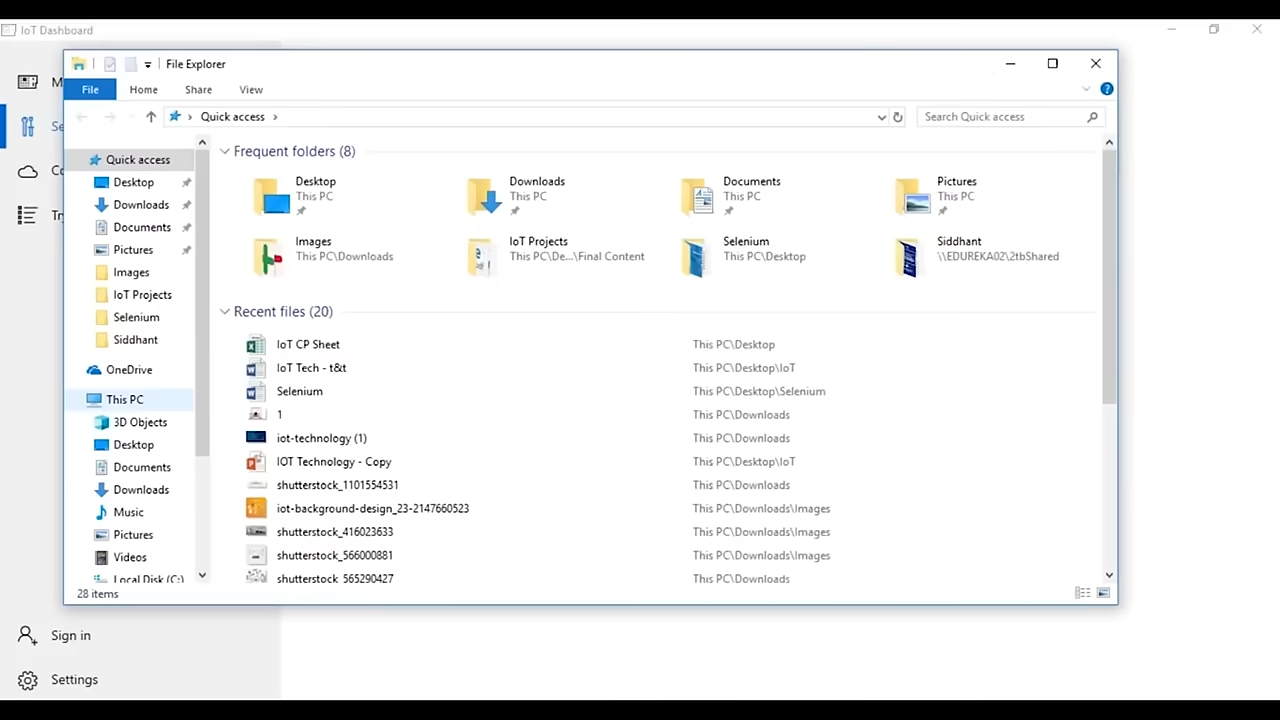 IoT Dashboard
File Explorer
File Home Share View
Quick access
Search Quick access
M
Se
Co
Tr
Sign in
Settings
Quick access
Desktop
Downloads
Documents
Pictures
Images
IoT Projects
Selenium
Siddhant
OneDrive
This PC
3D Objects
Desktop
Documents
Downloads
Music
Pictures
Videos
Local Disk (C:)
Frequent folders (8)
Desktop
This PC
Downloads
This PC
Documents
This PC
Pictures
This PC
Images
This PC\Downloads
IoT Projects
This PC\De...\Final Content
Selenium
This PC\Desktop
Siddhant
\\EDUREKA02\2tbShared
Recent files (20)
IoT CP Sheet This PC\Desktop
IoT Tech - t&t This PC\Desktop\IoT
Selenium This PC\Desktop\Selenium
1 This PC\Downloads
iot-technology (1) This PC\Downloads
IOT Technology - Copy This PC\Desktop\IoT
shutterstock_1101554531 This PC\Downloads
iot-background-design_23-2147660523 This PC\Downloads\Images
shutterstock_416023633 This PC\Downloads\Images
shutterstock_566000881 This PC\Downloads\Images
shutterstock_565290427 This PC\Downloads
28 items